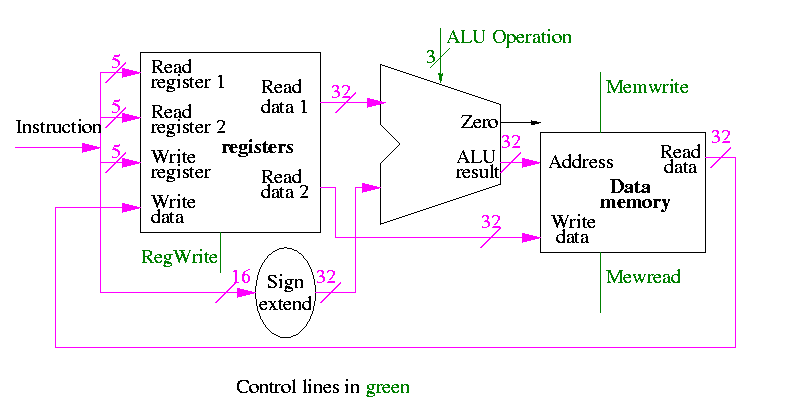 ALU Operation
3
5
Read
register 1
Read
data 1
32
Memwrite
5
Read
register 2
Instruction
registers
Zero
32
32
5
Write
register
ALU
result
Address
Read
data
Read
data 2
Data
memory
Write
data
32
Write
data
RegWrite
16
Sign
extend
32
Mewread
Control lines in green